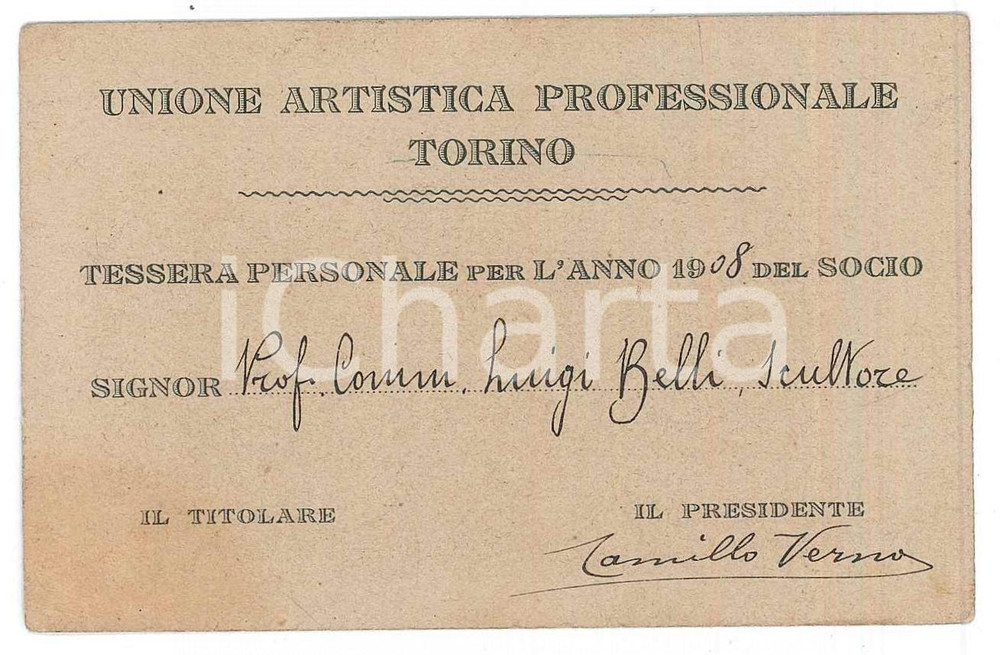 UNIONE ARTISTICA PROFESSIONALE
TORINO
TESSERA PERSONALE PER L'ANNO 1908 DEL SOCIO
iCharta
SIGNOR Prof. Comm. Luigi Belli, Scultore
IL TITOLARE IL PRESIDENTE
Camillo Verno